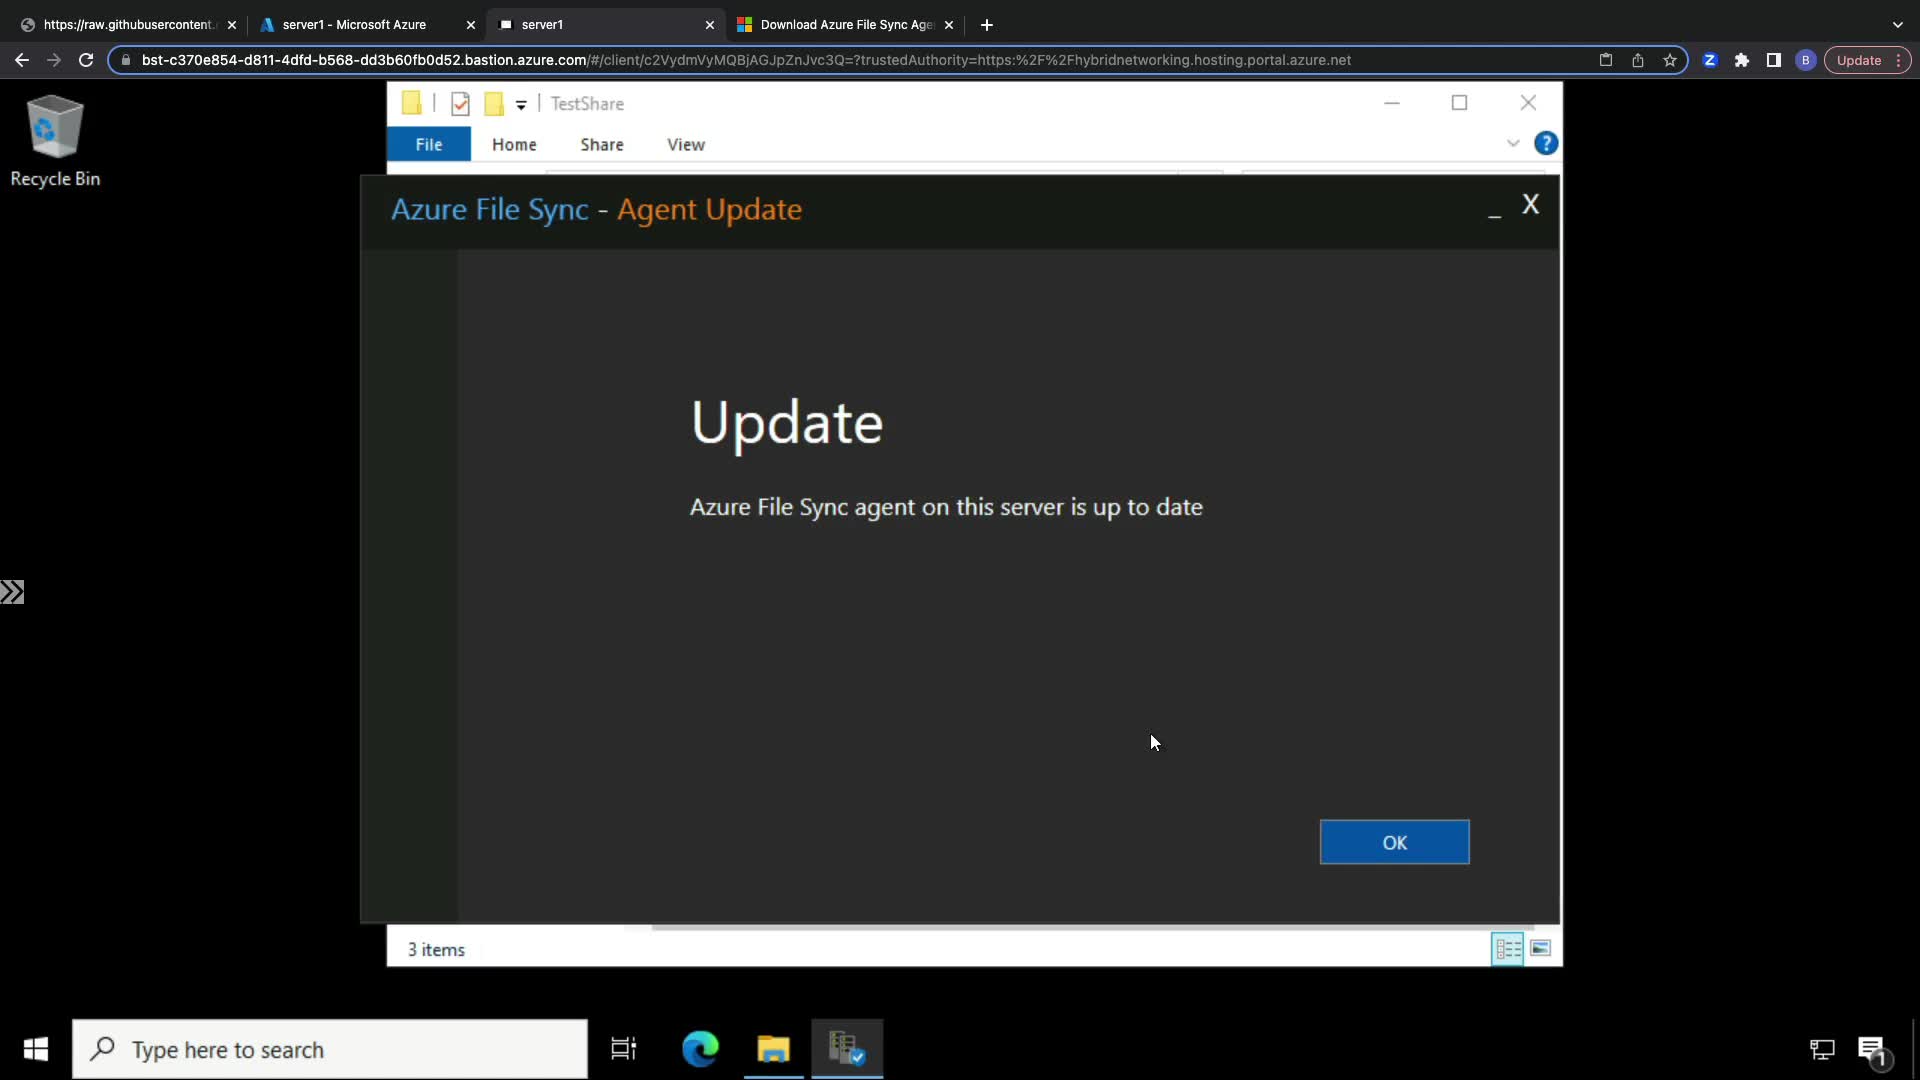 https://raw.githubusercontent.
server1 - Microsoft Azure
server1
Download Azure File Sync Age
bst-c370e854-d811-4dfd-b568-dd3b60fb0d52.bastion.azure.com/#/client/c2VydmVyMQBjAGJpZnJvc3Q=?trustedAuthority=https:%2F%2Fhybridnetworking.hosting.portal.azure.net
Z
B
Update
TestShare
File
Home
Share
View
?
Recycle Bin
Azure File Sync - Agent Update
_ X
Update
Azure File Sync agent on this server is up to date
OK
3 items
Type here to search
1